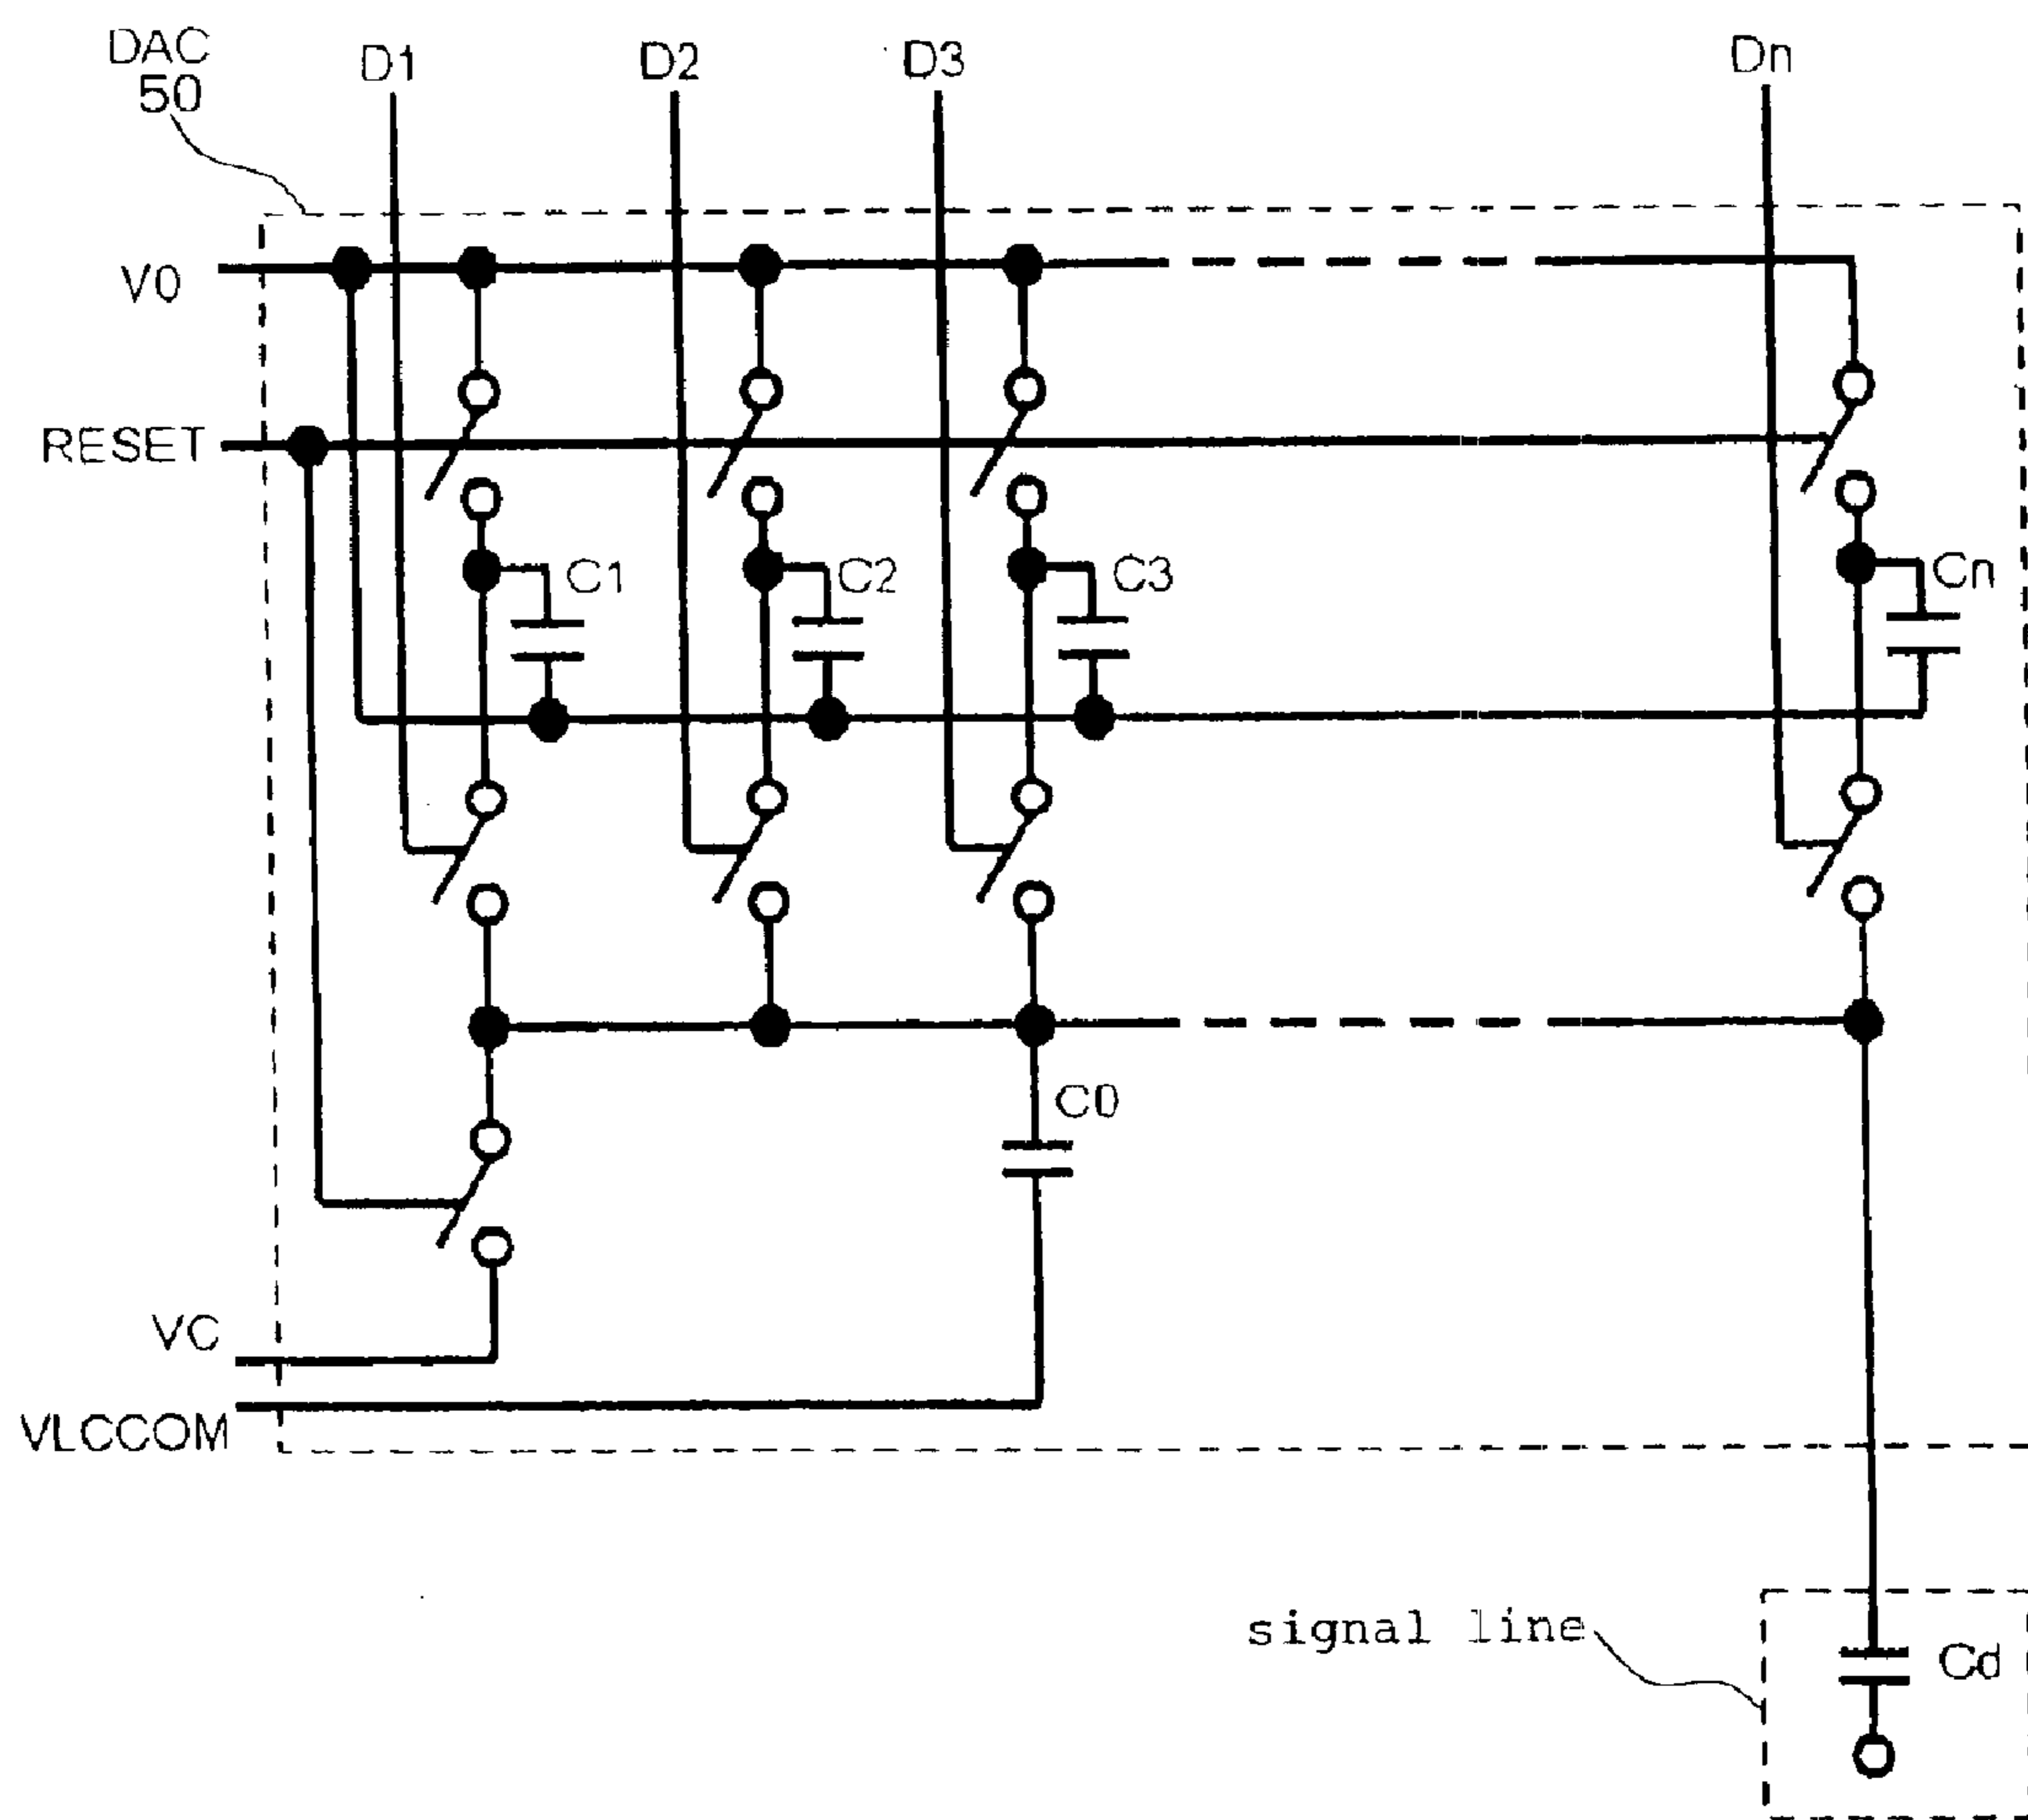 DAC
50
D1
D2
D3
Dn
V0
RESET
C1
C2
C3
Cn
C0
VC
VLCCOM
signal line
Cd